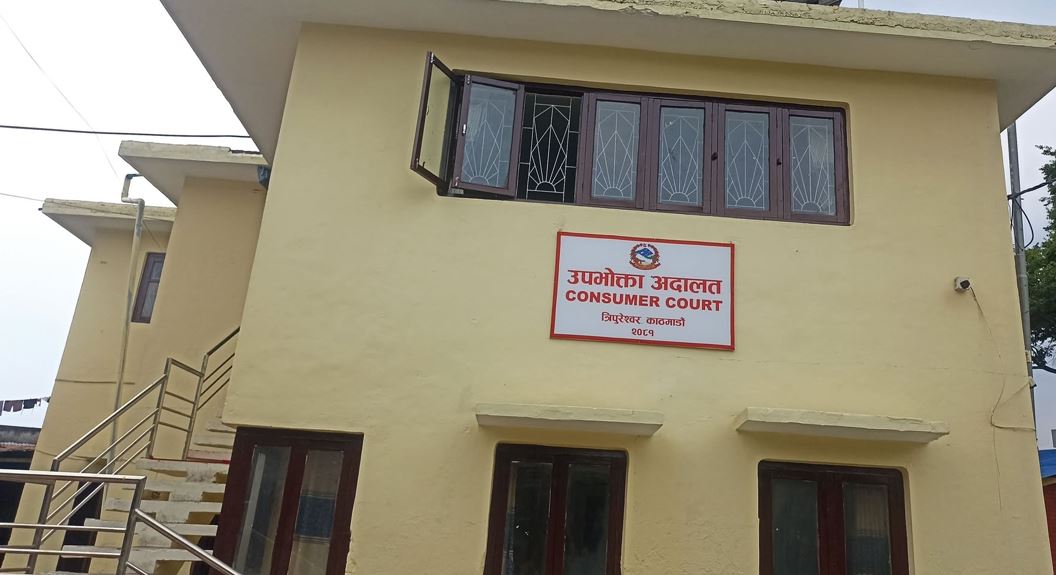 उपभोक्ता अदालत
CONSUMER COURT
त्रिपुरेश्वर काठमाडौं
२०८१